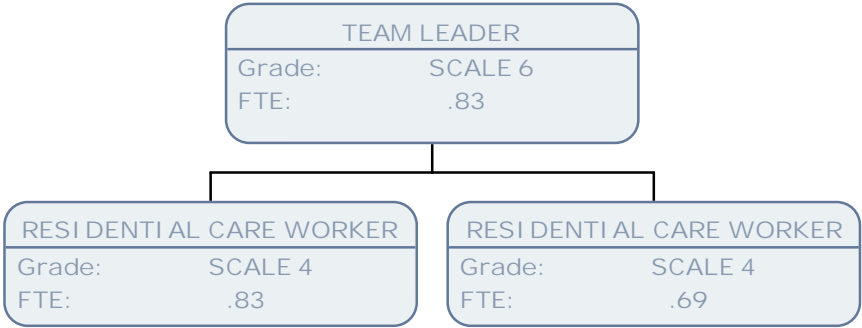 TEAM LEADER
Grade: SCALE 6
FTE: .83
RESIDENTIAL CARE WORKER
Grade: SCALE 4
FTE: .83
RESIDENTIAL CARE WORKER
Grade: SCALE 4
FTE: .69